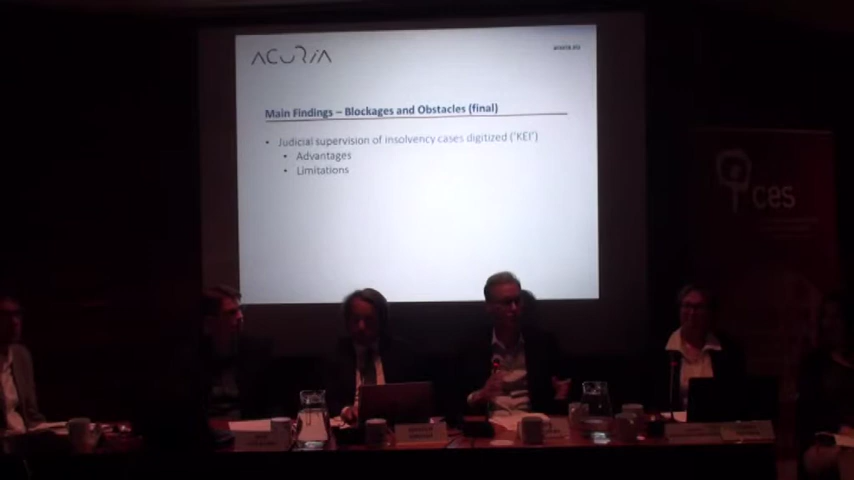 ACURIA
acuria.eu
Main Findings – Blockages and Obstacles (final)
• Judicial supervision of insolvency cases digitized ('KEI')
• Advantages
• Limitations
ces